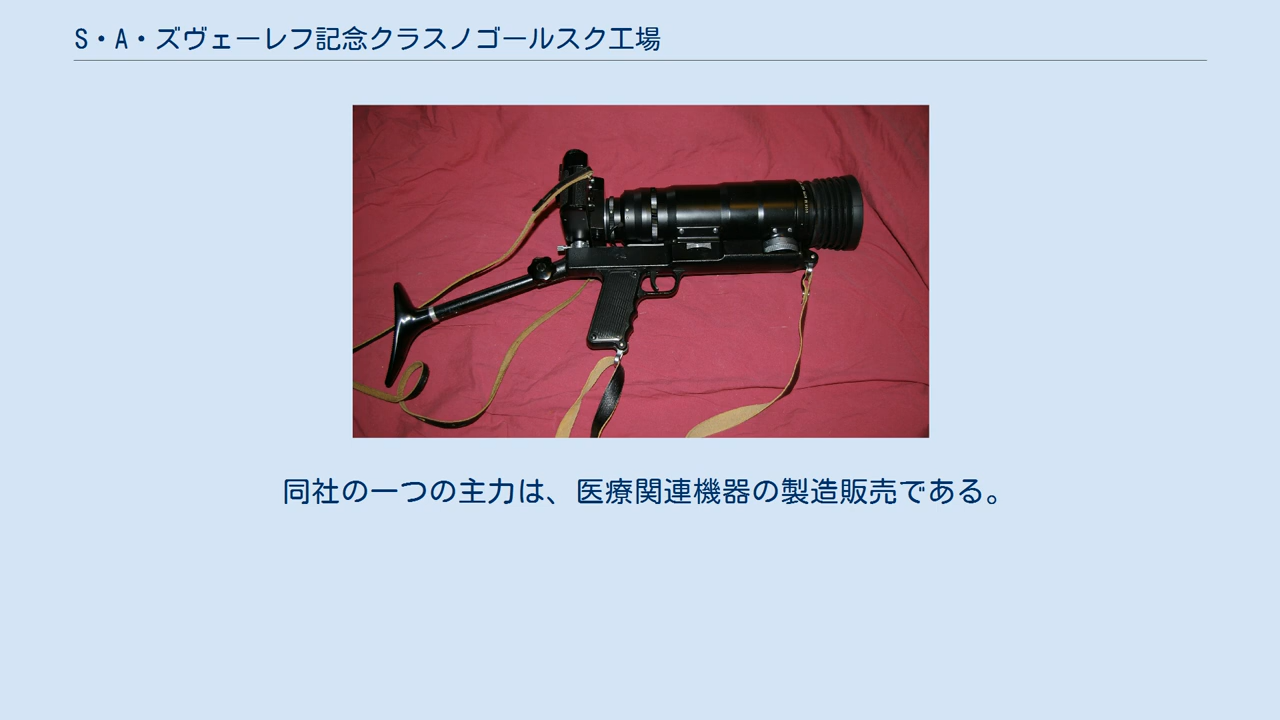 S・A・ズヴェーレフ記念クラスノゴールスク工場
同社の一つの主力は、医療関連機器の製造販売である。